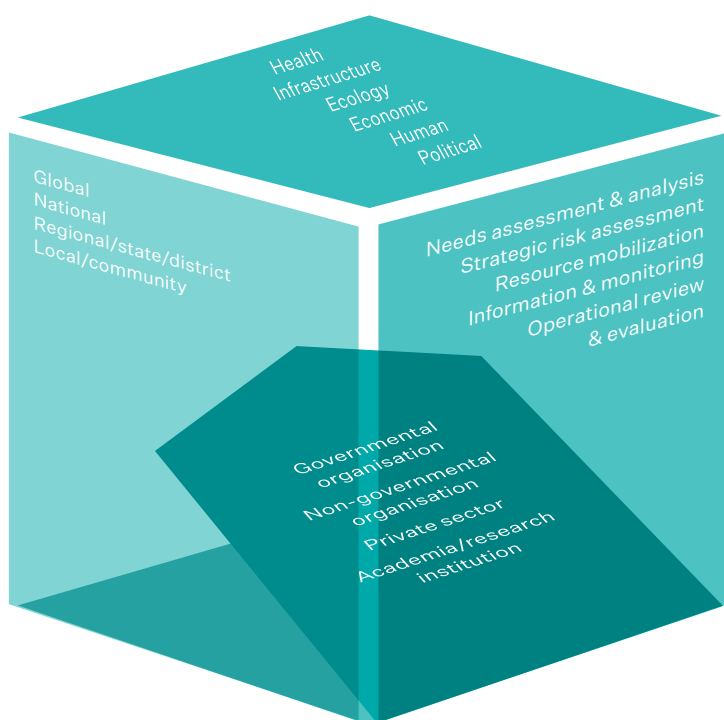 Health
Infrastructure
Ecology
Economic
Human
Political
Global
National
Regional/state/district
Local/community
Needs assessment & analysis
Strategic risk assessment
Resource mobilization
Information & monitoring
Operational review
& evaluation
Governmental
organisation
Non-governmental
organisation
Private sector
Academia/research
institution